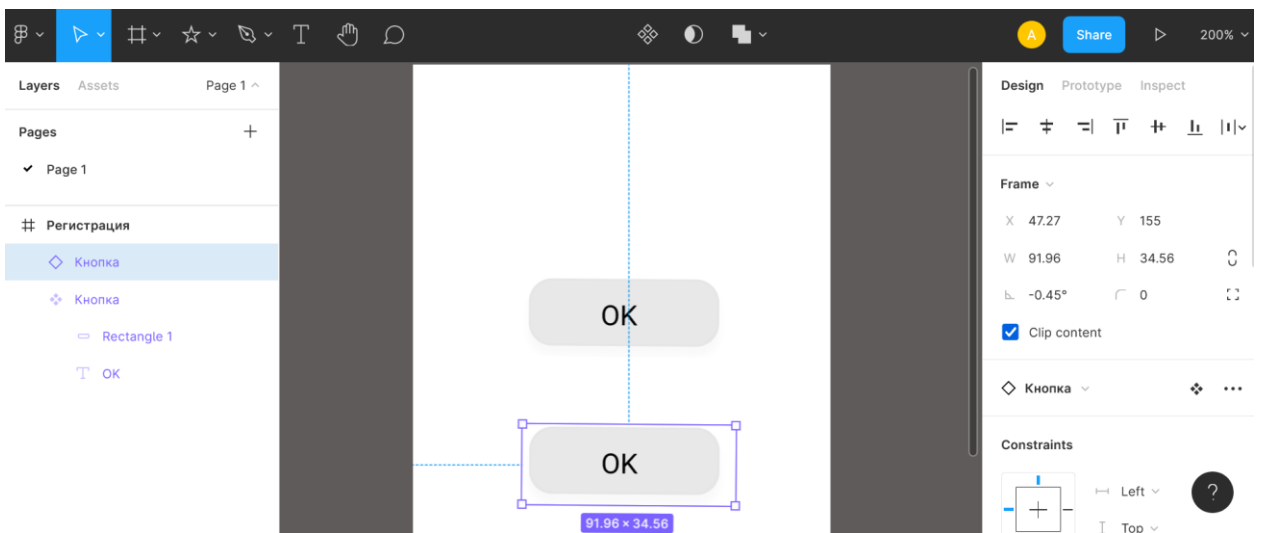 A Share 200%
Layers Assets Page 1
Pages
Page 1
Регистрация
Кнопка
Кнопка
Rectangle 1
OK
OK
OK
91.96 × 34.56
Design Prototype Inspect
Frame
X 47.27 Y 155
W 91.96 H 34.56
-0.45° 0
Clip content
Кнопка
Constraints
Left
Top
?